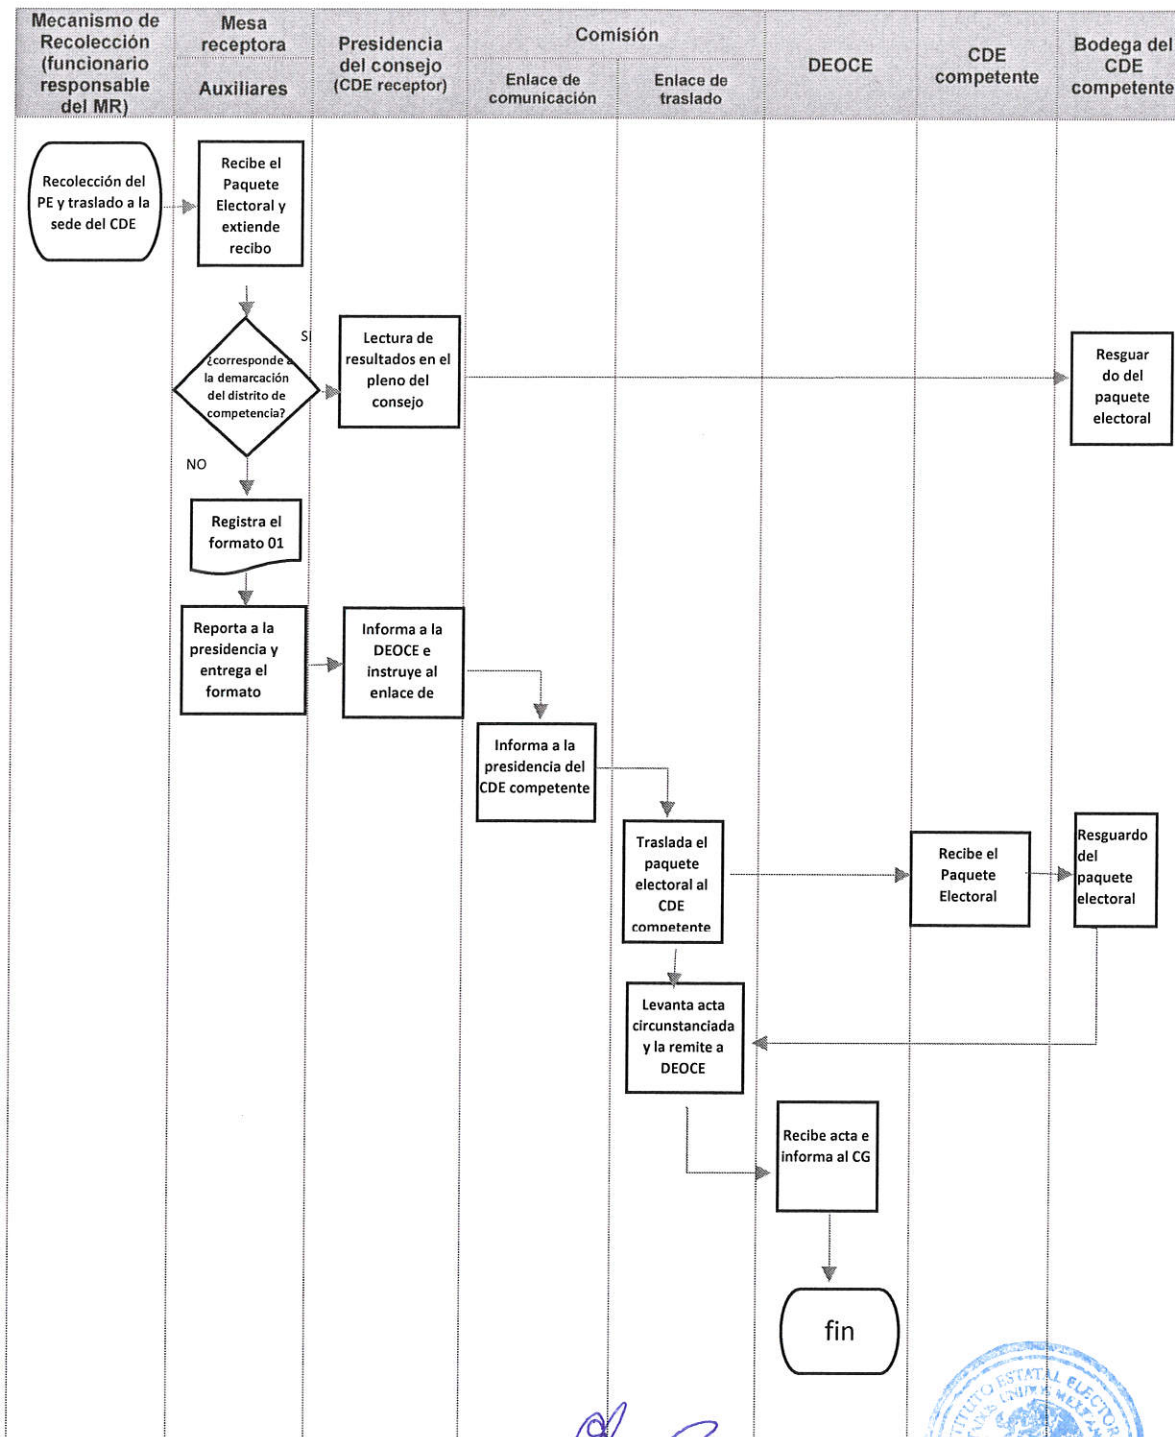 Mecanismo de
Recolección
(funcionario
responsable
del MR)
Mesa
receptora
Auxiliares
Presidencia
del consejo
(CDE receptor)
Comisión
Enlace de
comunicación
Enlace de
traslado
DEOCE
CDE
competente
Bodega del
CDE
competente
Recolección del
PE y traslado a la
sede del CDE
Recibe el
Paquete
Electoral y
extiende
recibo
¿corresponde a
la demarcación
del distrito de
competencia?
SI
NO
Lectura de
resultados en el
pleno del
consejo
Resguar
do del
paquete
electoral
Registra el
formato 01
Reporta a la
presidencia y
entrega el
formato
Informa a la
DEOCE e
instruye al
enlace de
Informa a la
presidencia del
CDE competente
Traslada el
paquete
electoral al
CDE
competente
Recibe el
Paquete
Electoral
Resguardo
del
paquete
electoral
Levanta acta
circunstanciada
y la remite a
DEOCE
Recibe acta e
informa al CG
fin
ESTATAL
UNIDOS